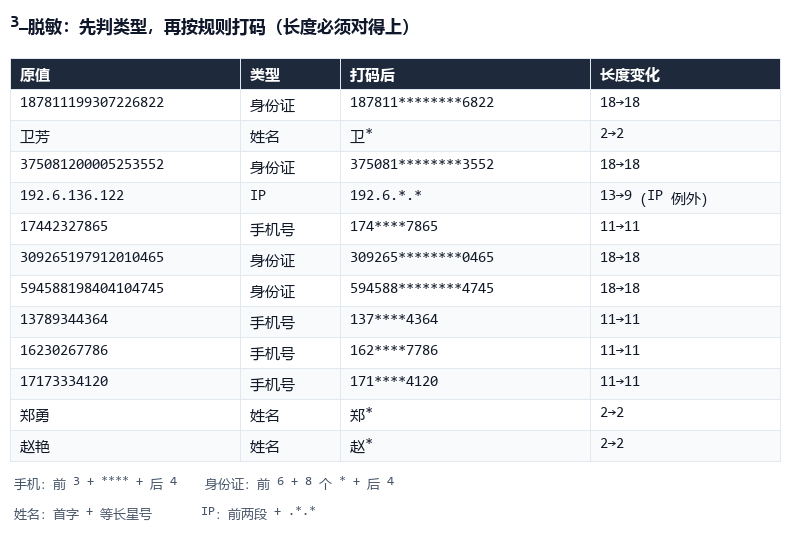 3—脱敏：先判类型，再按规则打码（长度必须对得上）
原值 类型 打码后 长度变化
187811199307226822 身份证 187811********6822 18→18
卫芳 姓名 卫* 2→2
375081200005253552 身份证 375081********3552 18→18
192.6.136.122 IP 192.6.*.* 13→9 (IP 例外)
17442327865 手机号 174****7865 11→11
309265197912010465 身份证 309265********0465 18→18
594588198404104745 身份证 594588********4745 18→18
13789344364 手机号 137****4364 11→11
16230267786 手机号 162****7786 11→11
17173334120 手机号 171****4120 11→11
郑勇 姓名 郑* 2→2
赵艳 姓名 赵* 2→2
手机：前 3 + **** + 后 4 身份证：前 6 + 8 个 * + 后 4
姓名：首字 + 等长星号 IP：前两段 + .*.*